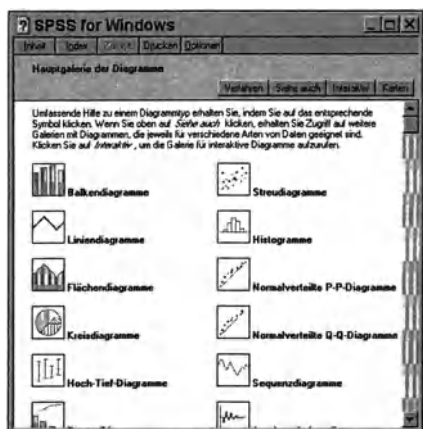 ? SPSS for Windows
Inhalt Index Zurück Drucken Optionen
Hauptgalerie der Diagramme
Verfahren Siehe auch Interaktiv Karten
Umfassende Hilfe zu einem Diagrammtyp erhalten Sie, indem Sie auf das entsprechende
Symbol klicken. Wenn Sie oben auf Siehe auch klicken, erhalten Sie Zugriff auf weitere
Galerien mit Diagrammen, die jeweils für verschiedene Arten von Daten geeignet sind.
Klicken Sie auf Interaktiv, um die Galerie für interaktive Diagramme aufzurufen.
Balkendiagramme
Streudiagramme
Liniendiagramme
Histogramme
Flächendiagramme
Normalverteilte P-P-Diagramme
Kreisdiagramme
Normalverteilte Q-Q-Diagramme
Hoch-Tief-Diagramme
Sequenzdiagramme